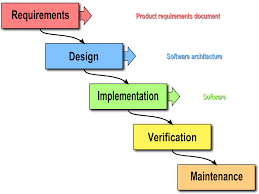 Requirements
Product requirements document
Design
Software architecture
Implementation
Software
Verification
Maintenance